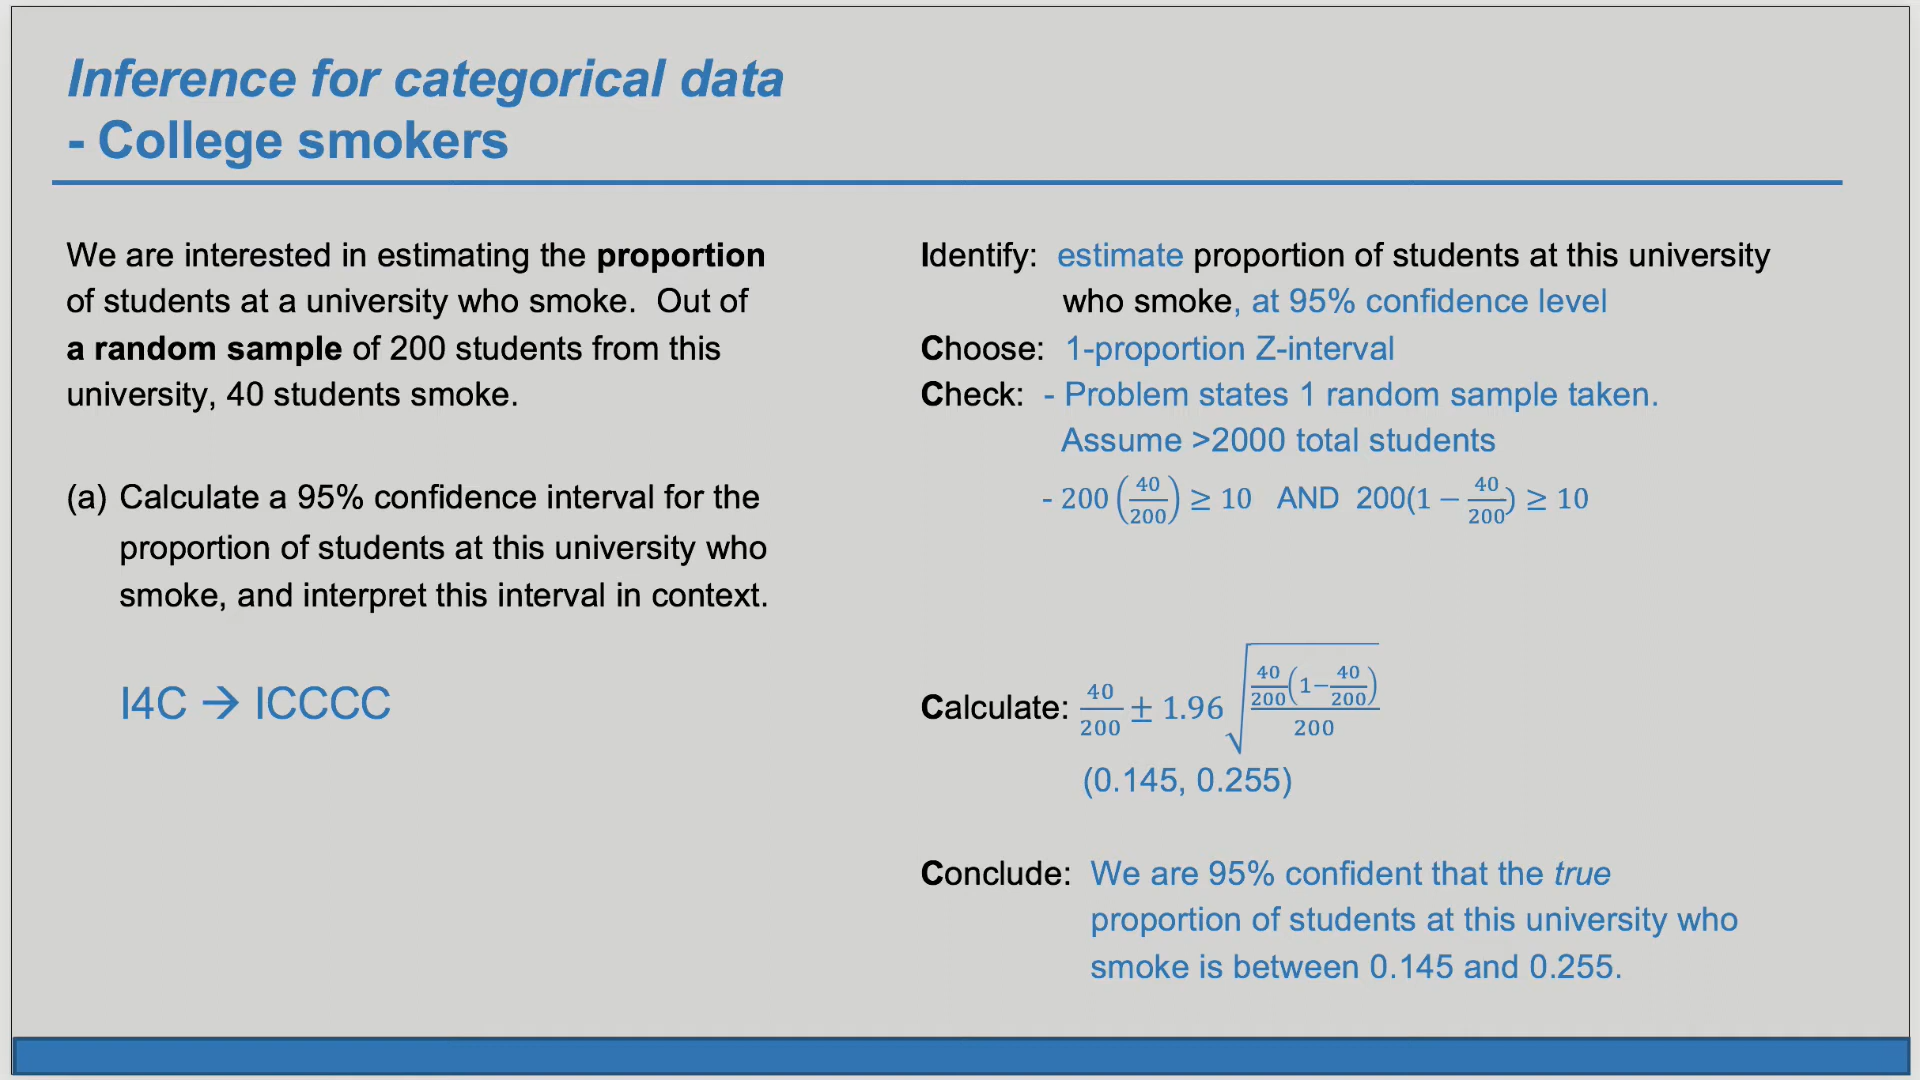 Inference for categorical data
- College smokers
We are interested in estimating the proportion
of students at a university who smoke. Out of
a random sample of 200 students from this
university, 40 students smoke.
(a) Calculate a 95% confidence interval for the
proportion of students at this university who
smoke, and interpret this interval in context.
I4C → ICCCC
Identify: estimate proportion of students at this university
who smoke, at 95% confidence level
Choose: 1-proportion Z-interval
Check: - Problem states 1 random sample taken.
Assume >2000 total students
- 200 (40/200) ≥ 10 AND 200(1 − 40/200) ≥ 10
Calculate: 40/200 ± 1.96 √(40/200(1−40/200)/200)
(0.145, 0.255)
Conclude: We are 95% confident that the true
proportion of students at this university who
smoke is between 0.145 and 0.255.